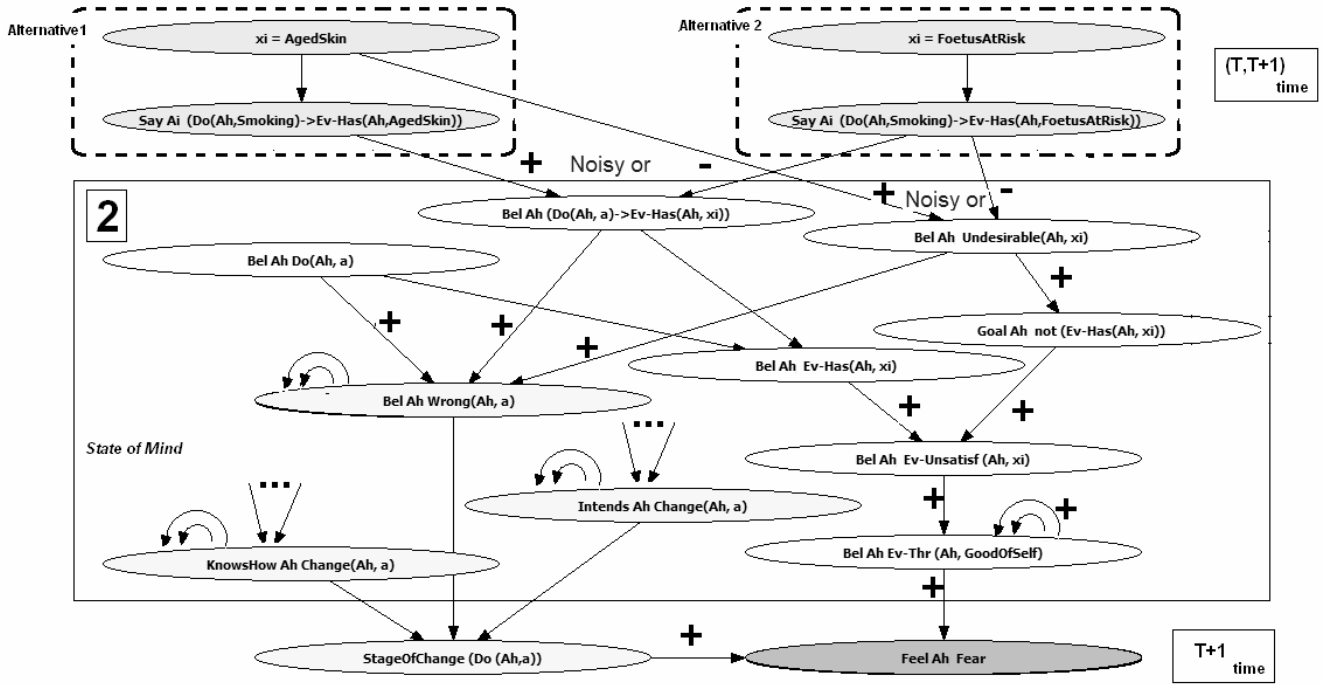 Alternative1
xi = AgedSkin
Alternative 2
xi = FoetusAtRisk
(T,T+1)
time
Say Ai (Do(Ah,Smoking)->Ev-Has(Ah,AgedSkin))
Say Ai (Do(Ah,Smoking)->Ev-Has(Ah,FoetusAtRisk))
+ Noisy or -
+ Noisy or -
2
Bel Ah (Do(Ah, a)->Ev-Has(Ah, xi))
Bel Ah Undesirable(Ah, xi)
Bel Ah Do(Ah, a)
+
+ + +
Goal Ah not (Ev-Has(Ah, xi))
Bel Ah Ev-Has(Ah, xi)
Bel Ah Wrong(Ah, a)
+ +
...
State of Mind
Bel Ah Ev-Unsatisf (Ah, xi)
...
+
Intends Ah Change(Ah, a)
+
Bel Ah Ev-Thr (Ah, GoodOfSelf)
KnowsHow Ah Change(Ah, a)
+
+
StageOfChange (Do (Ah,a))
Feel Ah Fear
T+1
time